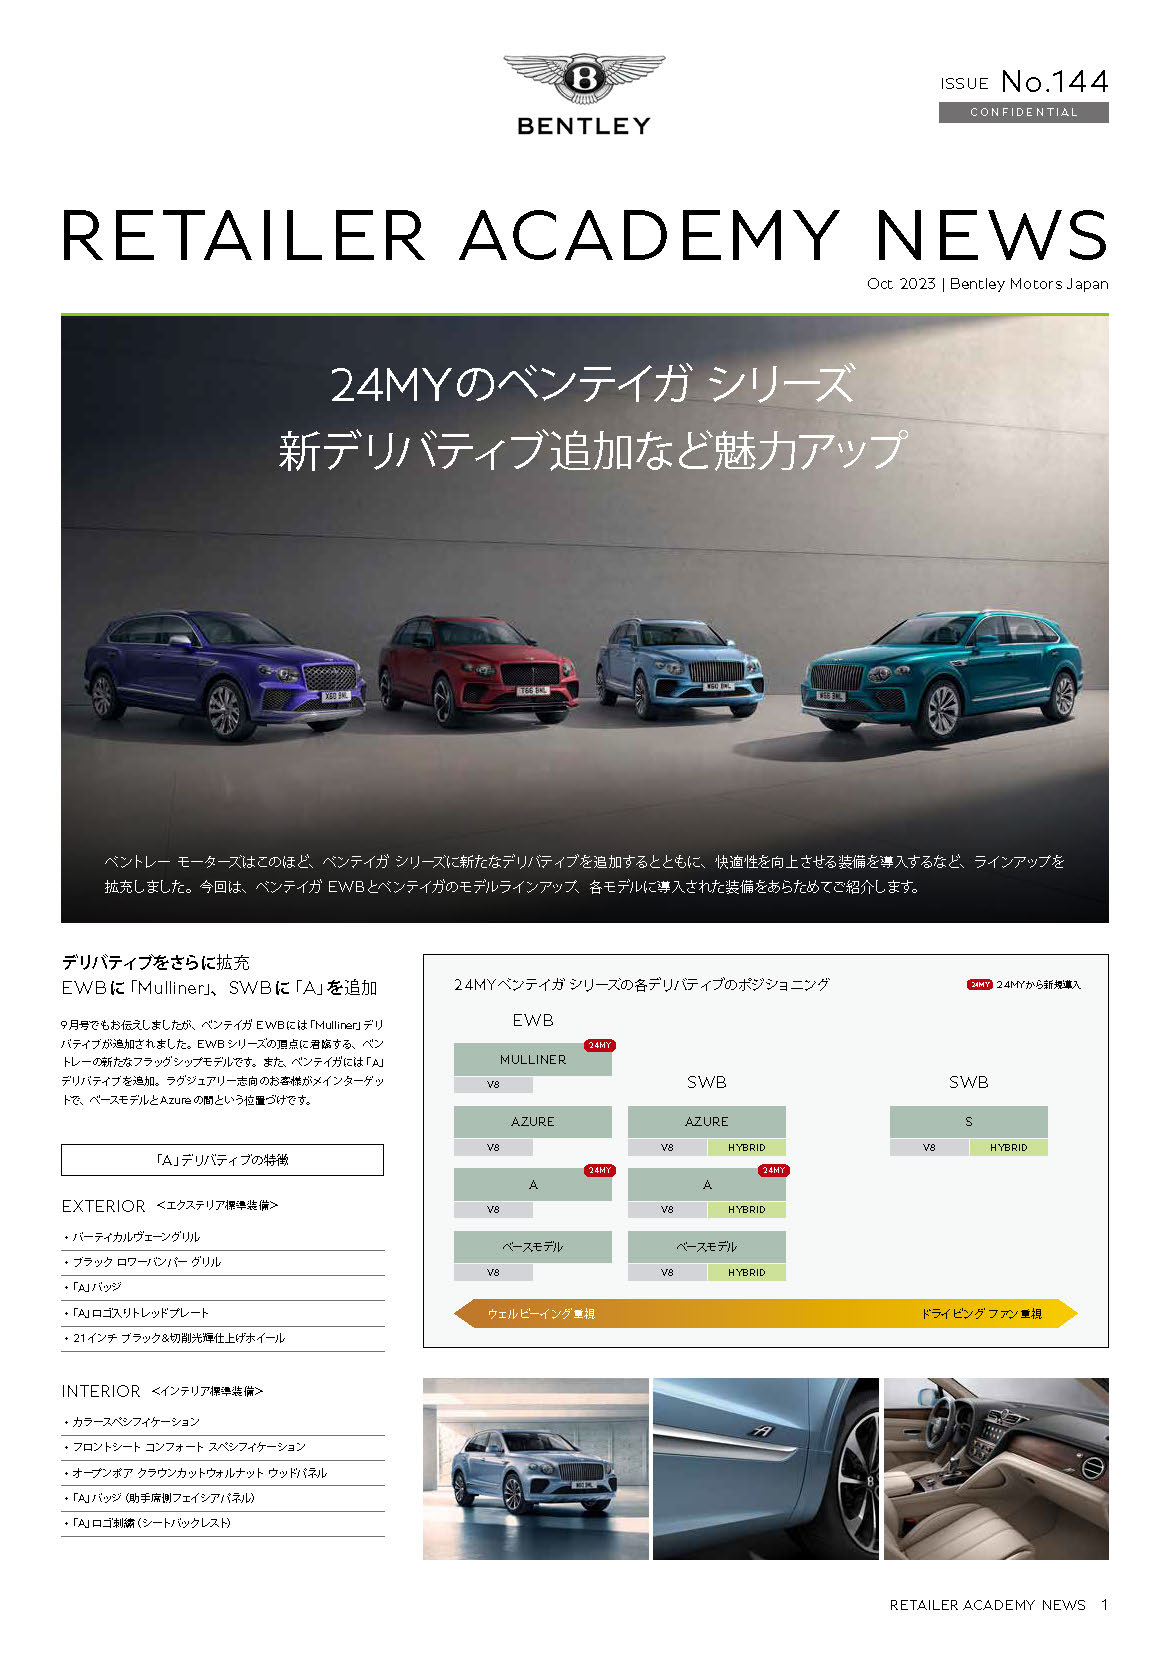 BENTLEY
ISSUE No.144
CONFIDENTIAL
RETAILER ACADEMY NEWS
Oct 2023 | Bentley Motors Japan
24MYのベンテイガ シリーズ
新デリバティブ追加など魅力アップ
X60 BML
T66 BML
W60 BML
W66 BML
ベントレー モーターズはこのほど、ベンテイガ シリーズに新たなデリバティブを追加するとともに、快適性を向上させる装備を導入するなど、ラインアップを
拡充しました。今回は、ベンテイガ EWBとベンテイガのモデルラインアップ、各モデルに導入された装備をあらためてご紹介します。
デリバティブをさらに拡充
EWBに「Mulliner」、SWBに「A」を追加
9月号でもお伝えしましたが、ベンテイガ EWBには「Mulliner」デリ
バティブが追加されました。EWBシリーズの頂点に君臨する、ベン
トレーの新たなフラッグシップモデルです。また、ベンテイガには「A」
デリバティブを追加。ラグジュアリー志向のお客様がメインターゲッ
トで、ベースモデルとAzureの間という位置づけです。
「A」デリバティブの特徴
EXTERIOR <エクステリア標準装備>
・バーティカルヴェーングリル
・ブラック ロワーバンパー グリル
・「A」バッジ
・「A」ロゴ入りトレッドプレート
・21インチ ブラック&切削光輝仕上げホイール
INTERIOR <インテリア標準装備>
・カラースペシフィケーション
・フロントシート コンフォート スペシフィケーション
・オープンポア クラウンカットウォルナット ウッドパネル
・「A」バッジ（助手席側フェイシアパネル）
・「A」ロゴ刺繍（シートバックレスト）
24MYベンテイガ シリーズの各デリバティブのポジショニング
24MY 24MYから新規導入
EWB
24MY
MULLINER
V8
SWB
SWB
AZURE
AZURE
S
V8
V8 HYBRID
V8 HYBRID
24MY
24MY
A
A
V8
V8 HYBRID
ベースモデル
ベースモデル
V8
V8 HYBRID
ウェルビーイング重視
ドライビング ファン重視
W60 BML
A
RETAILER ACADEMY NEWS 1